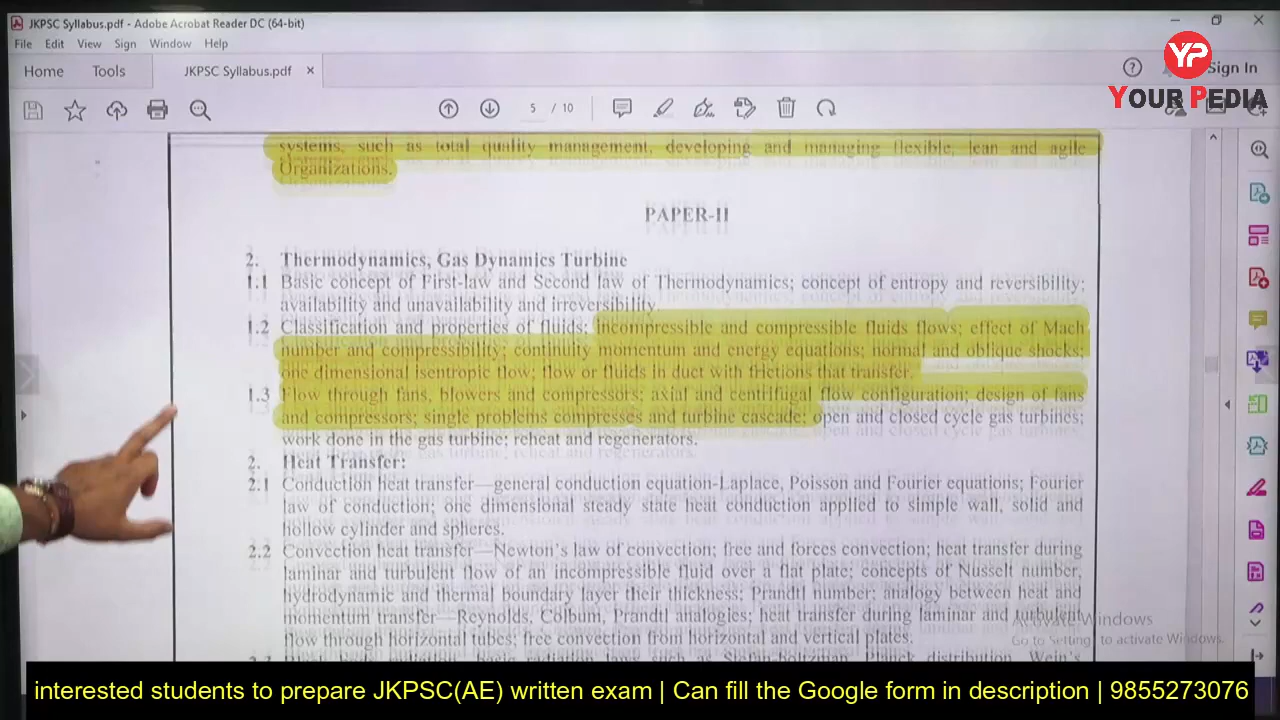 JKPSC Syllabus.pdf - Adobe Acrobat Reader DC (64-bit)
File Edit View Sign Window Help
Home Tools JKPSC Syllabus.pdf × Sign In
YP
YOUR PEDIA
5 / 10
systems, such as total quality management, developing and managing flexible, lean and agile
Organizations.
PAPER-II
2. Thermodynamics, Gas Dynamics Turbine
1.1 Basic concept of First-law and Second law of Thermodynamics; concept of entropy and reversibility;
availability and unavailability and irreversibility.
1.2 Classification and properties of fluids; incompressible and compressible fluids flows; effect of Mach
number and compressibility; continuity momentum and energy equations; normal and oblique shocks;
one dimensional isentropic flow; flow or fluids in duct with frictions that transfer.
1.3 Flow through fans, blowers and compressors; axial and centrifugal flow configuration; design of fans
and compressors; single problems compresses and turbine cascade; open and closed cycle gas turbines;
work done in the gas turbine; reheat and regenerators.
2. Heat Transfer:
2.1 Conduction heat transfer—general conduction equation-Laplace, Poisson and Fourier equations; Fourier
law of conduction; one dimensional steady state heat conduction applied to simple wall, solid and
hollow cylinder and spheres.
2.2 Convection heat transfer—Newton's law of convection; free and forces convection; heat transfer during
laminar and turbulent flow of an incompressible fluid over a flat plate; concepts of Nusselt number,
hydrodynamic and thermal boundary layer their thickness; Prandtl number; analogy between heat and
momentum transfer—Reynolds, Colbum, Prandtl analogies; heat transfer during laminar and turbulent
flow through horizontal tubes; free convection from horizontal and vertical plates.
Activate Windows
Go to Settings to activate Windows.
interested students to prepare JKPSC(AE) written exam | Can fill the Google form in description | 9855273076